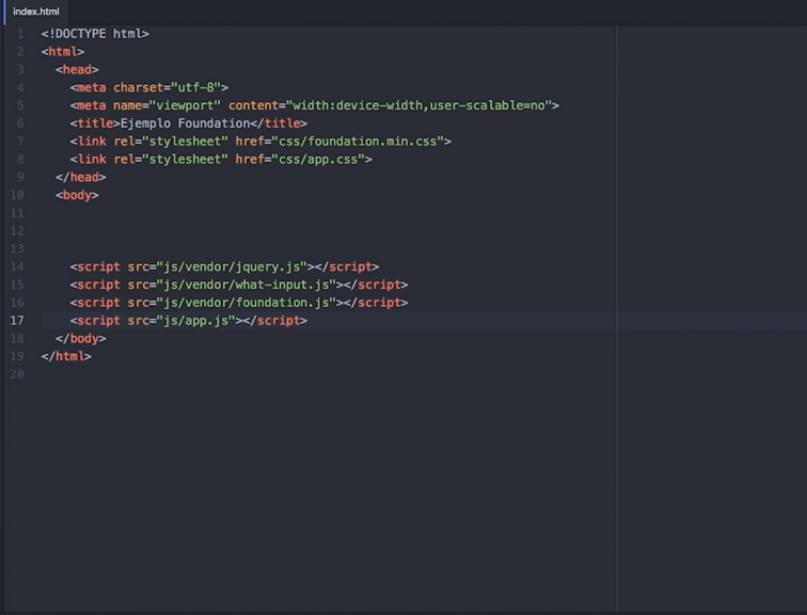 index.html
1 <!DOCTYPE html>
2 <html>
3 <head>
4 <meta charset="utf-8">
5 <meta name="viewport" content="width:device-width,user-scalable=no">
6 <title>Ejemplo Foundation</title>
7 <link rel="stylesheet" href="css/foundation.min.css">
8 <link rel="stylesheet" href="css/app.css">
9 </head>
10 <body>
11
12
13
14 <script src="js/vendor/jquery.js"></script>
15 <script src="js/vendor/what-input.js"></script>
16 <script src="js/vendor/foundation.js"></script>
17 <script src="js/app.js"></script>
18 </body>
19 </html>
20